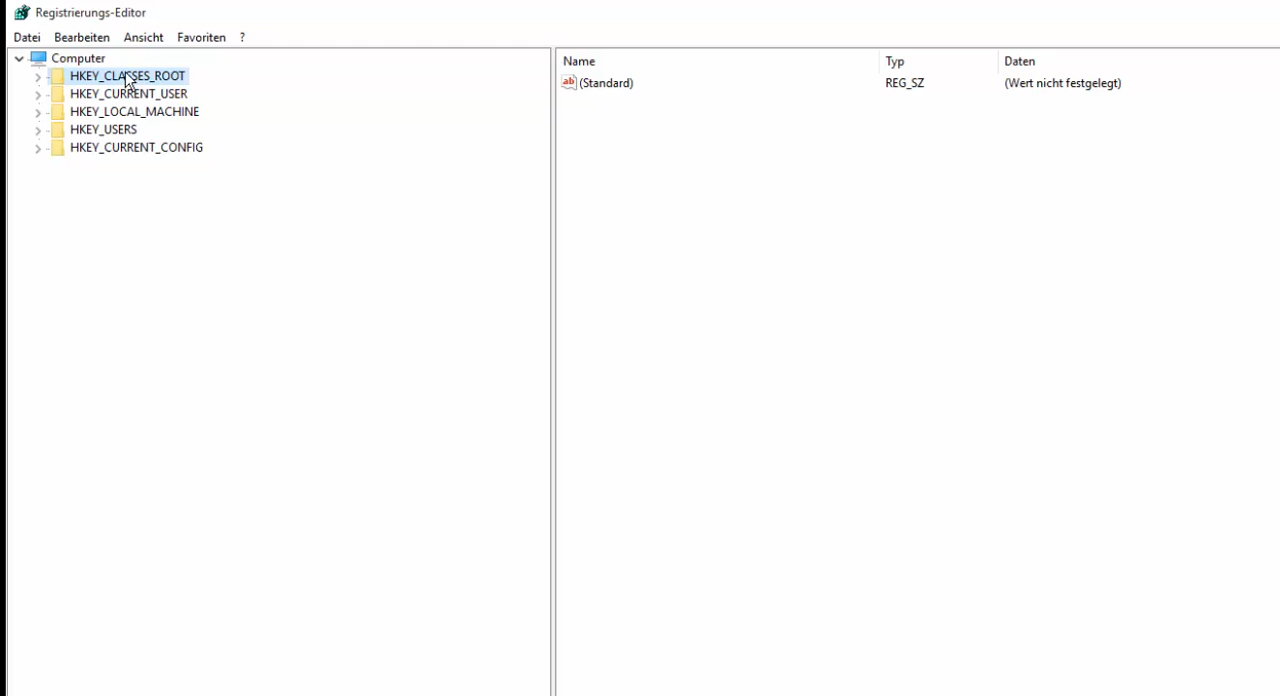 Registrierungs-Editor
Datei Bearbeiten Ansicht Favoriten ?
Computer
HKEY_CLASSES_ROOT
HKEY_CURRENT_USER
HKEY_LOCAL_MACHINE
HKEY_USERS
HKEY_CURRENT_CONFIG
Name Typ Daten
ab (Standard) REG_SZ (Wert nicht festgelegt)